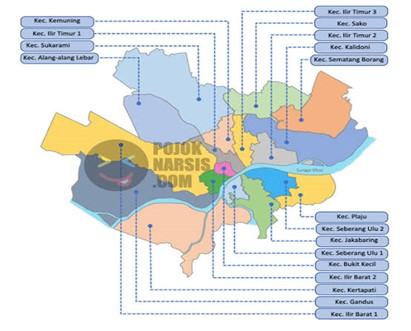 Kec. Kemuning
Kec. Ilir Timur 1
Kec. Sukarami
Kec. Alang-alang Lebar
Kec. Ilir Timur 3
Kec. Sako
Kec. Ilir Timur 2
Kec. Kalidoni
Kec. Sematang Borang
POJOK
NARSIS
.COM
Sungai Musi
Kec. Plaju
Kec. Seberang Ulu 2
Kec. Jakabaring
Kec. Seberang Ulu 1
Kec. Bukit Kecil
Kec. Ilir Barat 2
Kec. Kertapati
Kec. Gandus
Kec. Ilir Barat 1